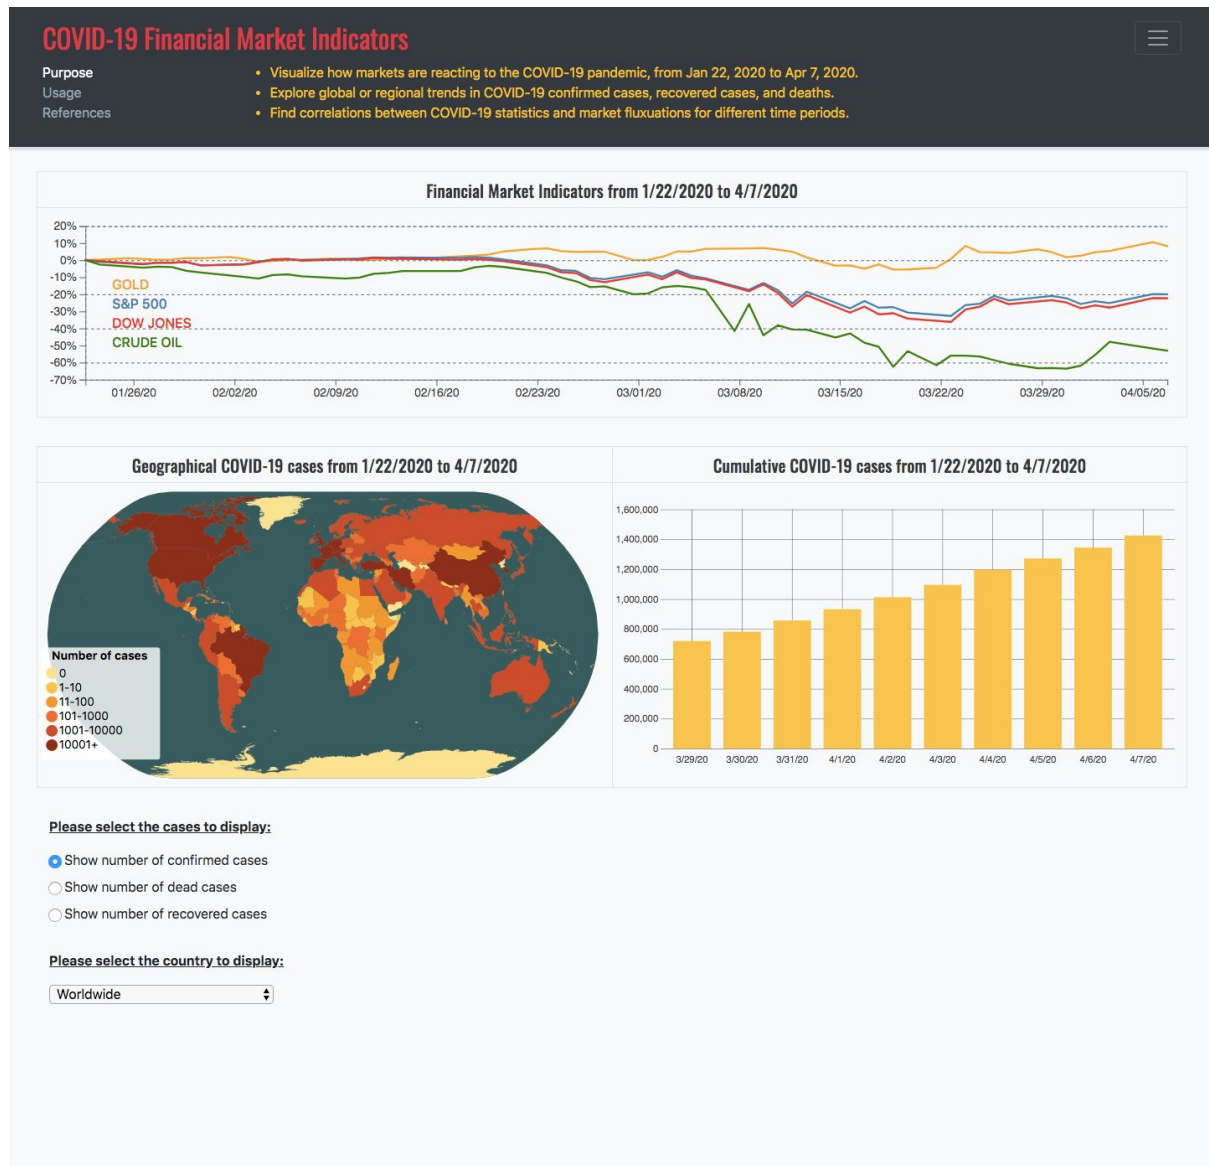 COVID-19 Financial Market Indicators
Purpose
Usage
References
• Visualize how markets are reacting to the COVID-19 pandemic, from Jan 22, 2020 to Apr 7, 2020.
• Explore global or regional trends in COVID-19 confirmed cases, recovered cases, and deaths.
• Find correlations between COVID-19 statistics and market fluxuations for different time periods.
Financial Market Indicators from 1/22/2020 to 4/7/2020
20%
10%
0%
-10%
-20%
-30%
-40%
-50%
-60%
-70%
GOLD
S&P 500
DOW JONES
CRUDE OIL
01/26/20 02/02/20 02/09/20 02/16/20 02/23/20 03/01/20 03/08/20 03/15/20 03/22/20 03/29/20 04/05/20
Geographical COVID-19 cases from 1/22/2020 to 4/7/2020
Number of cases
0
1-10
11-100
101-1000
1001-10000
10001+
Cumulative COVID-19 cases from 1/22/2020 to 4/7/2020
1,600,000
1,400,000
1,200,000
1,000,000
800,000
600,000
400,000
200,000
0
3/29/20 3/30/20 3/31/20 4/1/20 4/2/20 4/3/20 4/4/20 4/5/20 4/6/20 4/7/20
Please select the cases to display:
Show number of confirmed cases
Show number of dead cases
Show number of recovered cases
Please select the country to display:
Worldwide